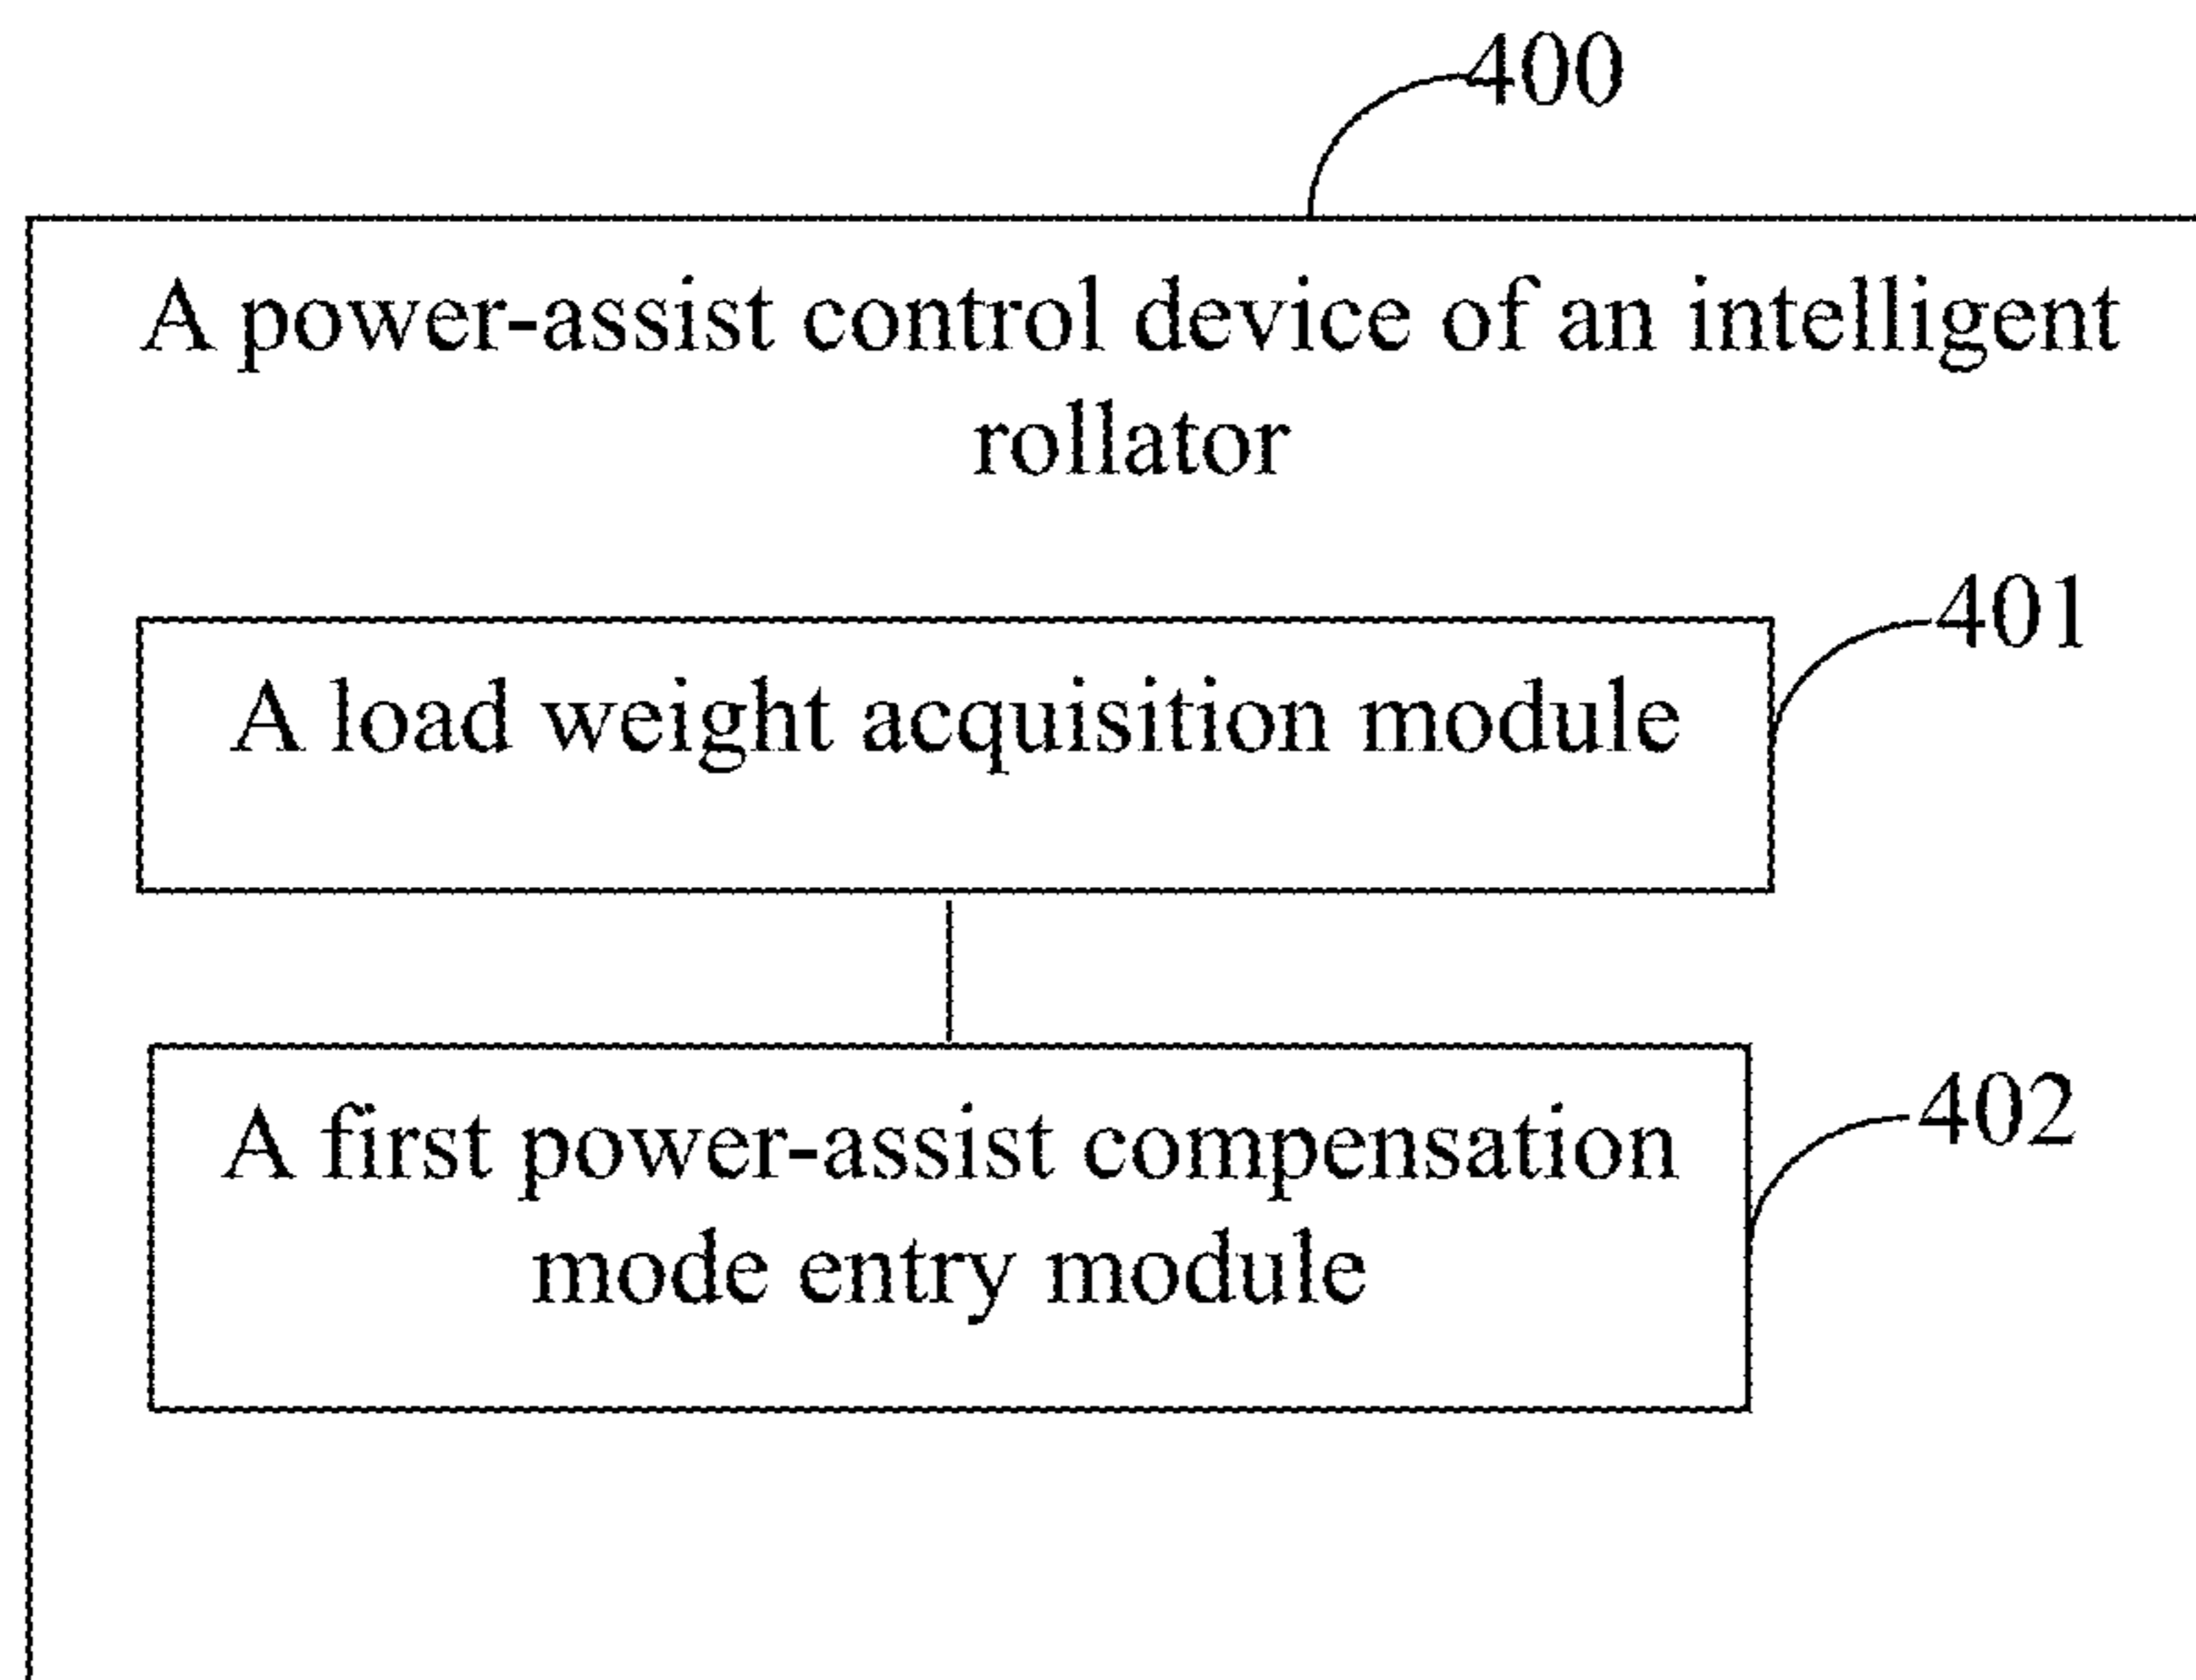 400
A power-assist control device of an intelligent
rollator
401
A load weight acquisition module
402
A first power-assist compensation
mode entry module